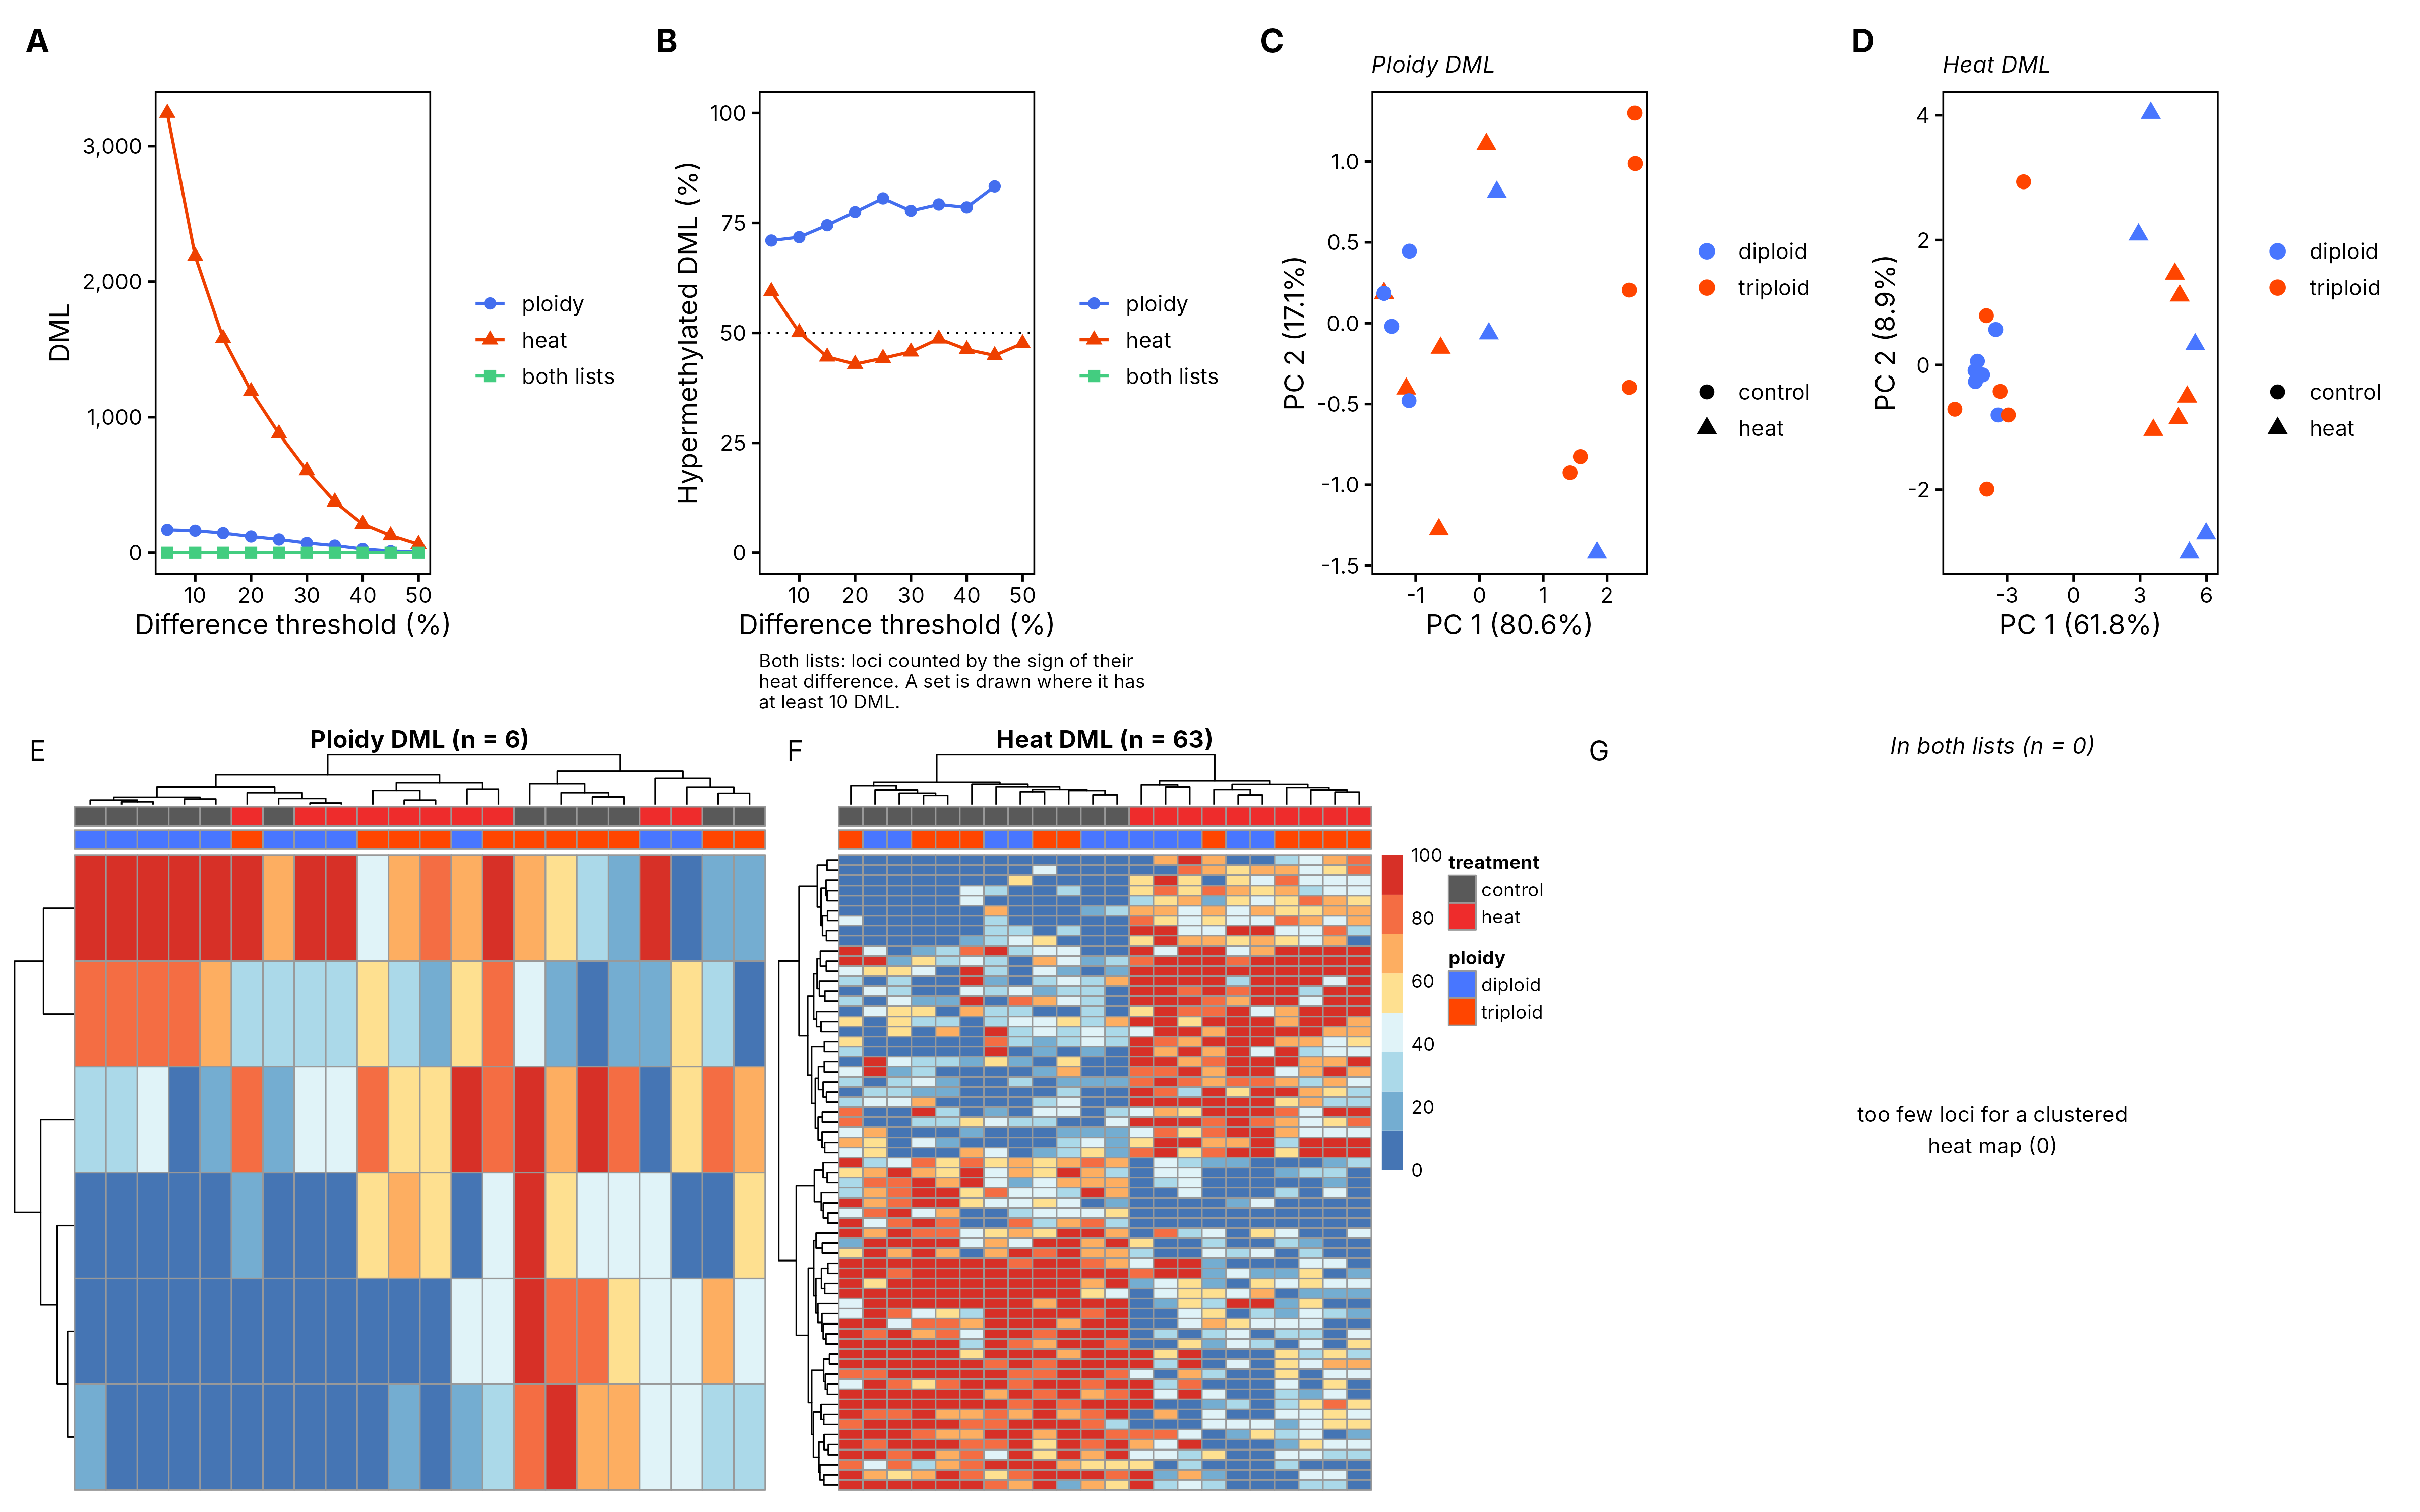 A
DML
3,000
2,000
1,000
0
10 20 30 40 50
Difference threshold (%)
ploidy
heat
both lists
B
Hypermethylated DML (%)
100
75
50
25
0
10 20 30 40 50
Difference threshold (%)
ploidy
heat
both lists
Both lists: loci counted by the sign of their
heat difference. A set is drawn where it has
at least 10 DML.
C
Ploidy DML
PC 2 (17.1%)
1.0
0.5
0.0
-0.5
-1.0
-1.5
-1 0 1 2
PC 1 (80.6%)
diploid
triploid
control
heat
D
Heat DML
PC 2 (8.9%)
4
2
0
-2
-3 0 3 6
PC 1 (61.8%)
diploid
triploid
control
heat
E
Ploidy DML (n = 6)
F
Heat DML (n = 63)
100
80
60
40
20
0
treatment
control
heat
ploidy
diploid
triploid
G
In both lists (n = 0)
too few loci for a clustered
heat map (0)